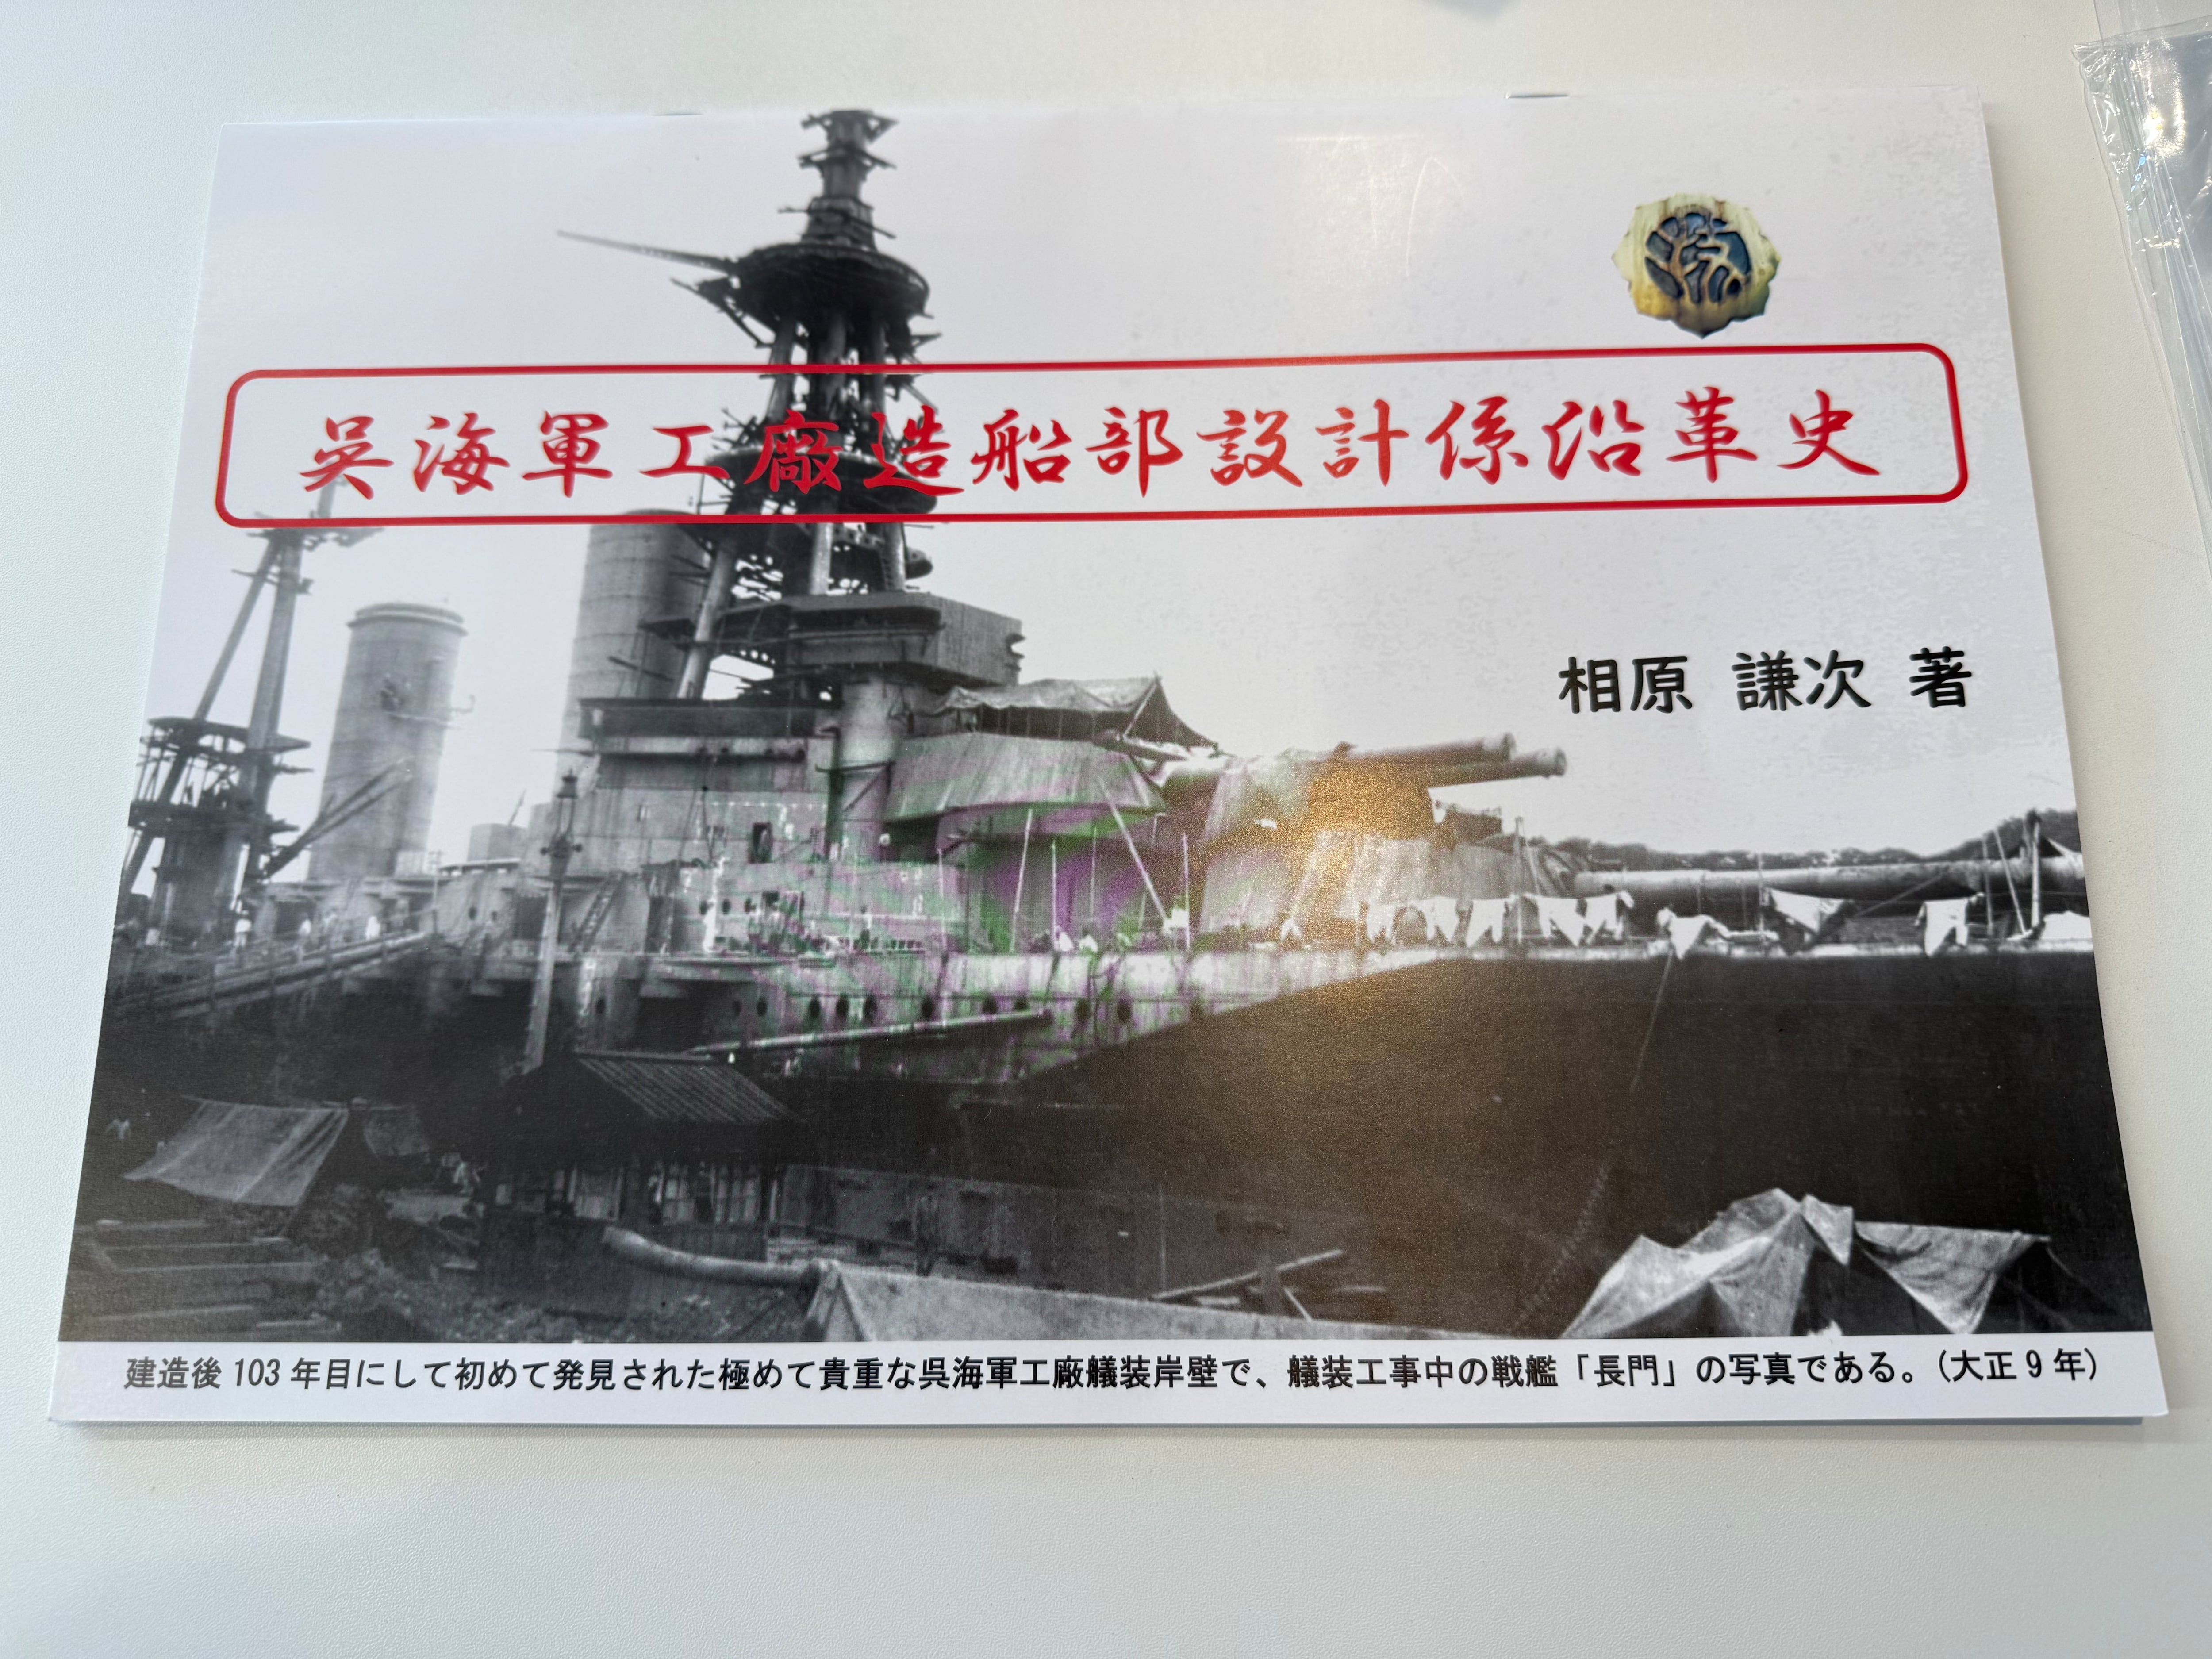 呉海軍工廠造船部設計係沿革史
相原 謙次 著
建造後103年目にして初めて発見された極めて貴重な呉海軍工廠艤装岸壁で、艤装工事中の戦艦「長門」の写真である。(大正9年)